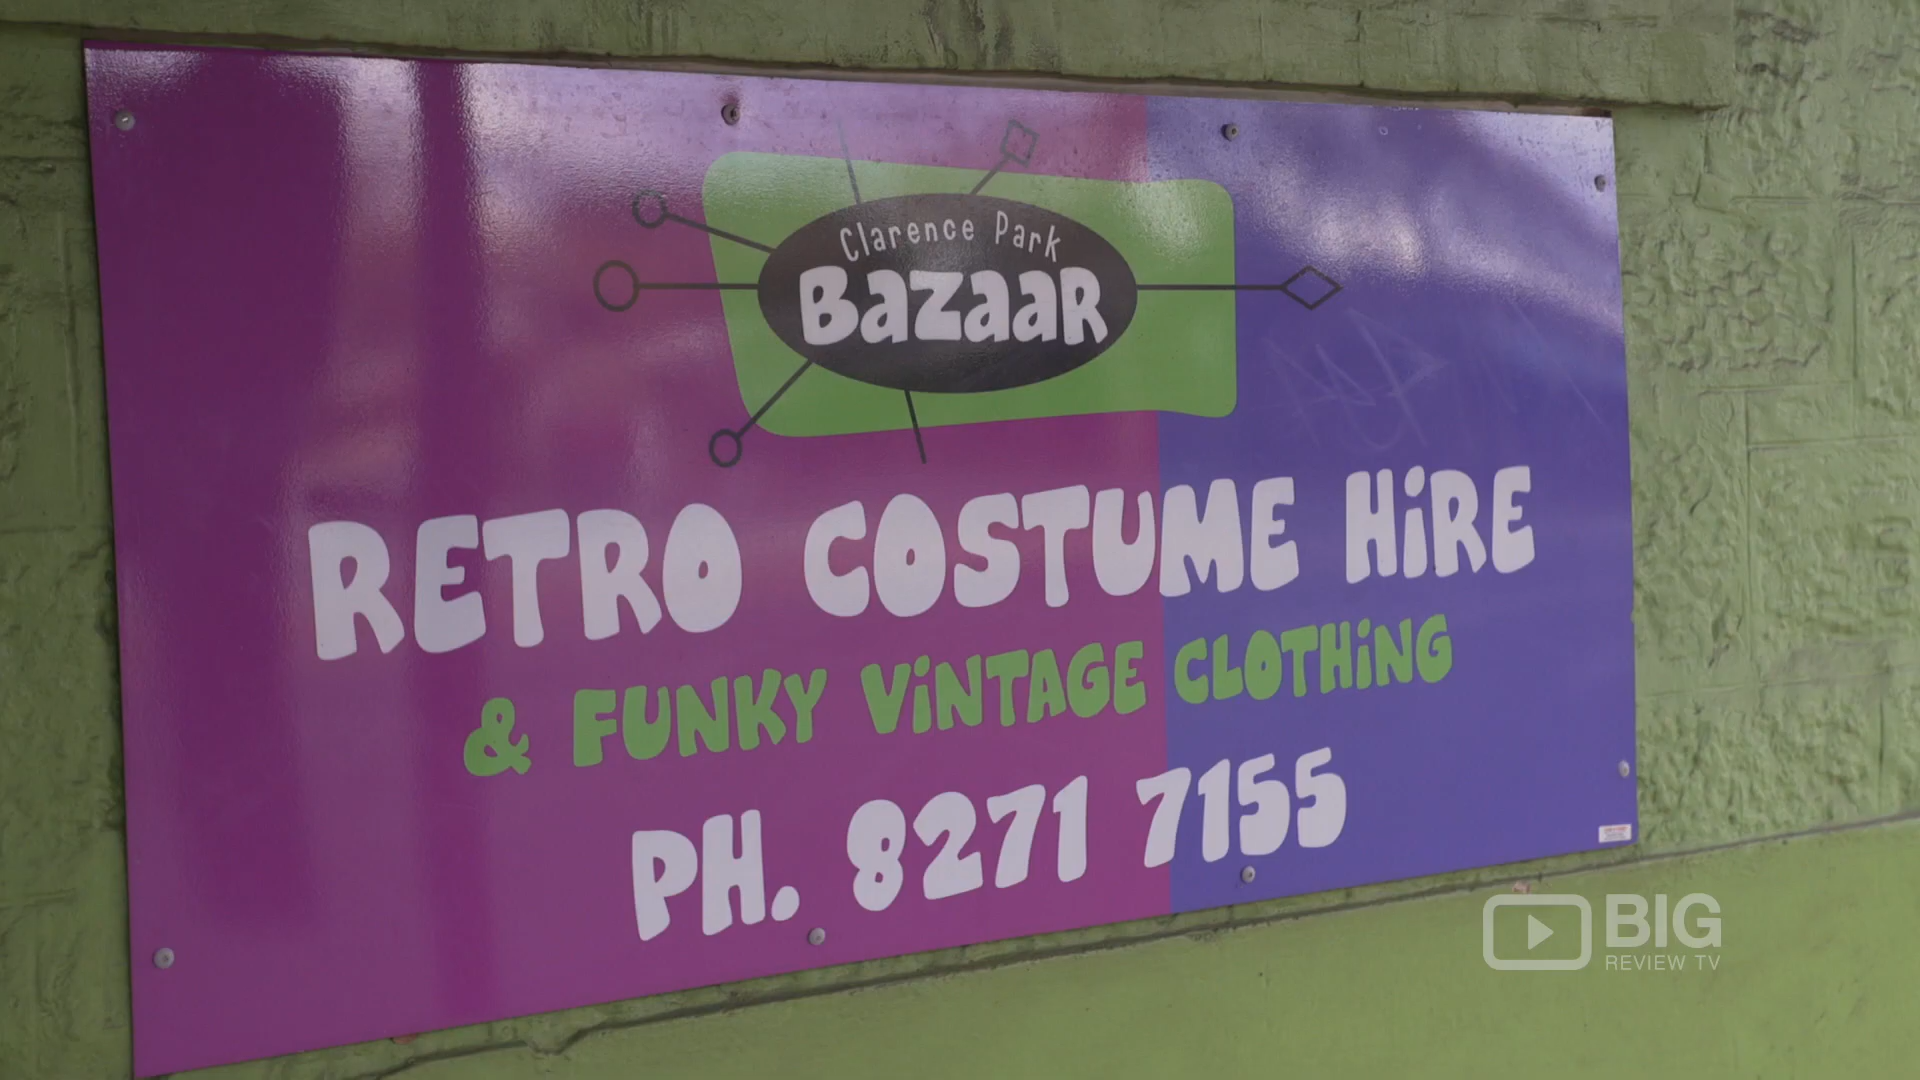 Clarence Park
BAZAAR
RETRO COSTUME HIRE
& FUNKY VINTAGE CLOTHING
PH. 8271 7155
BIG
REVIEW TV